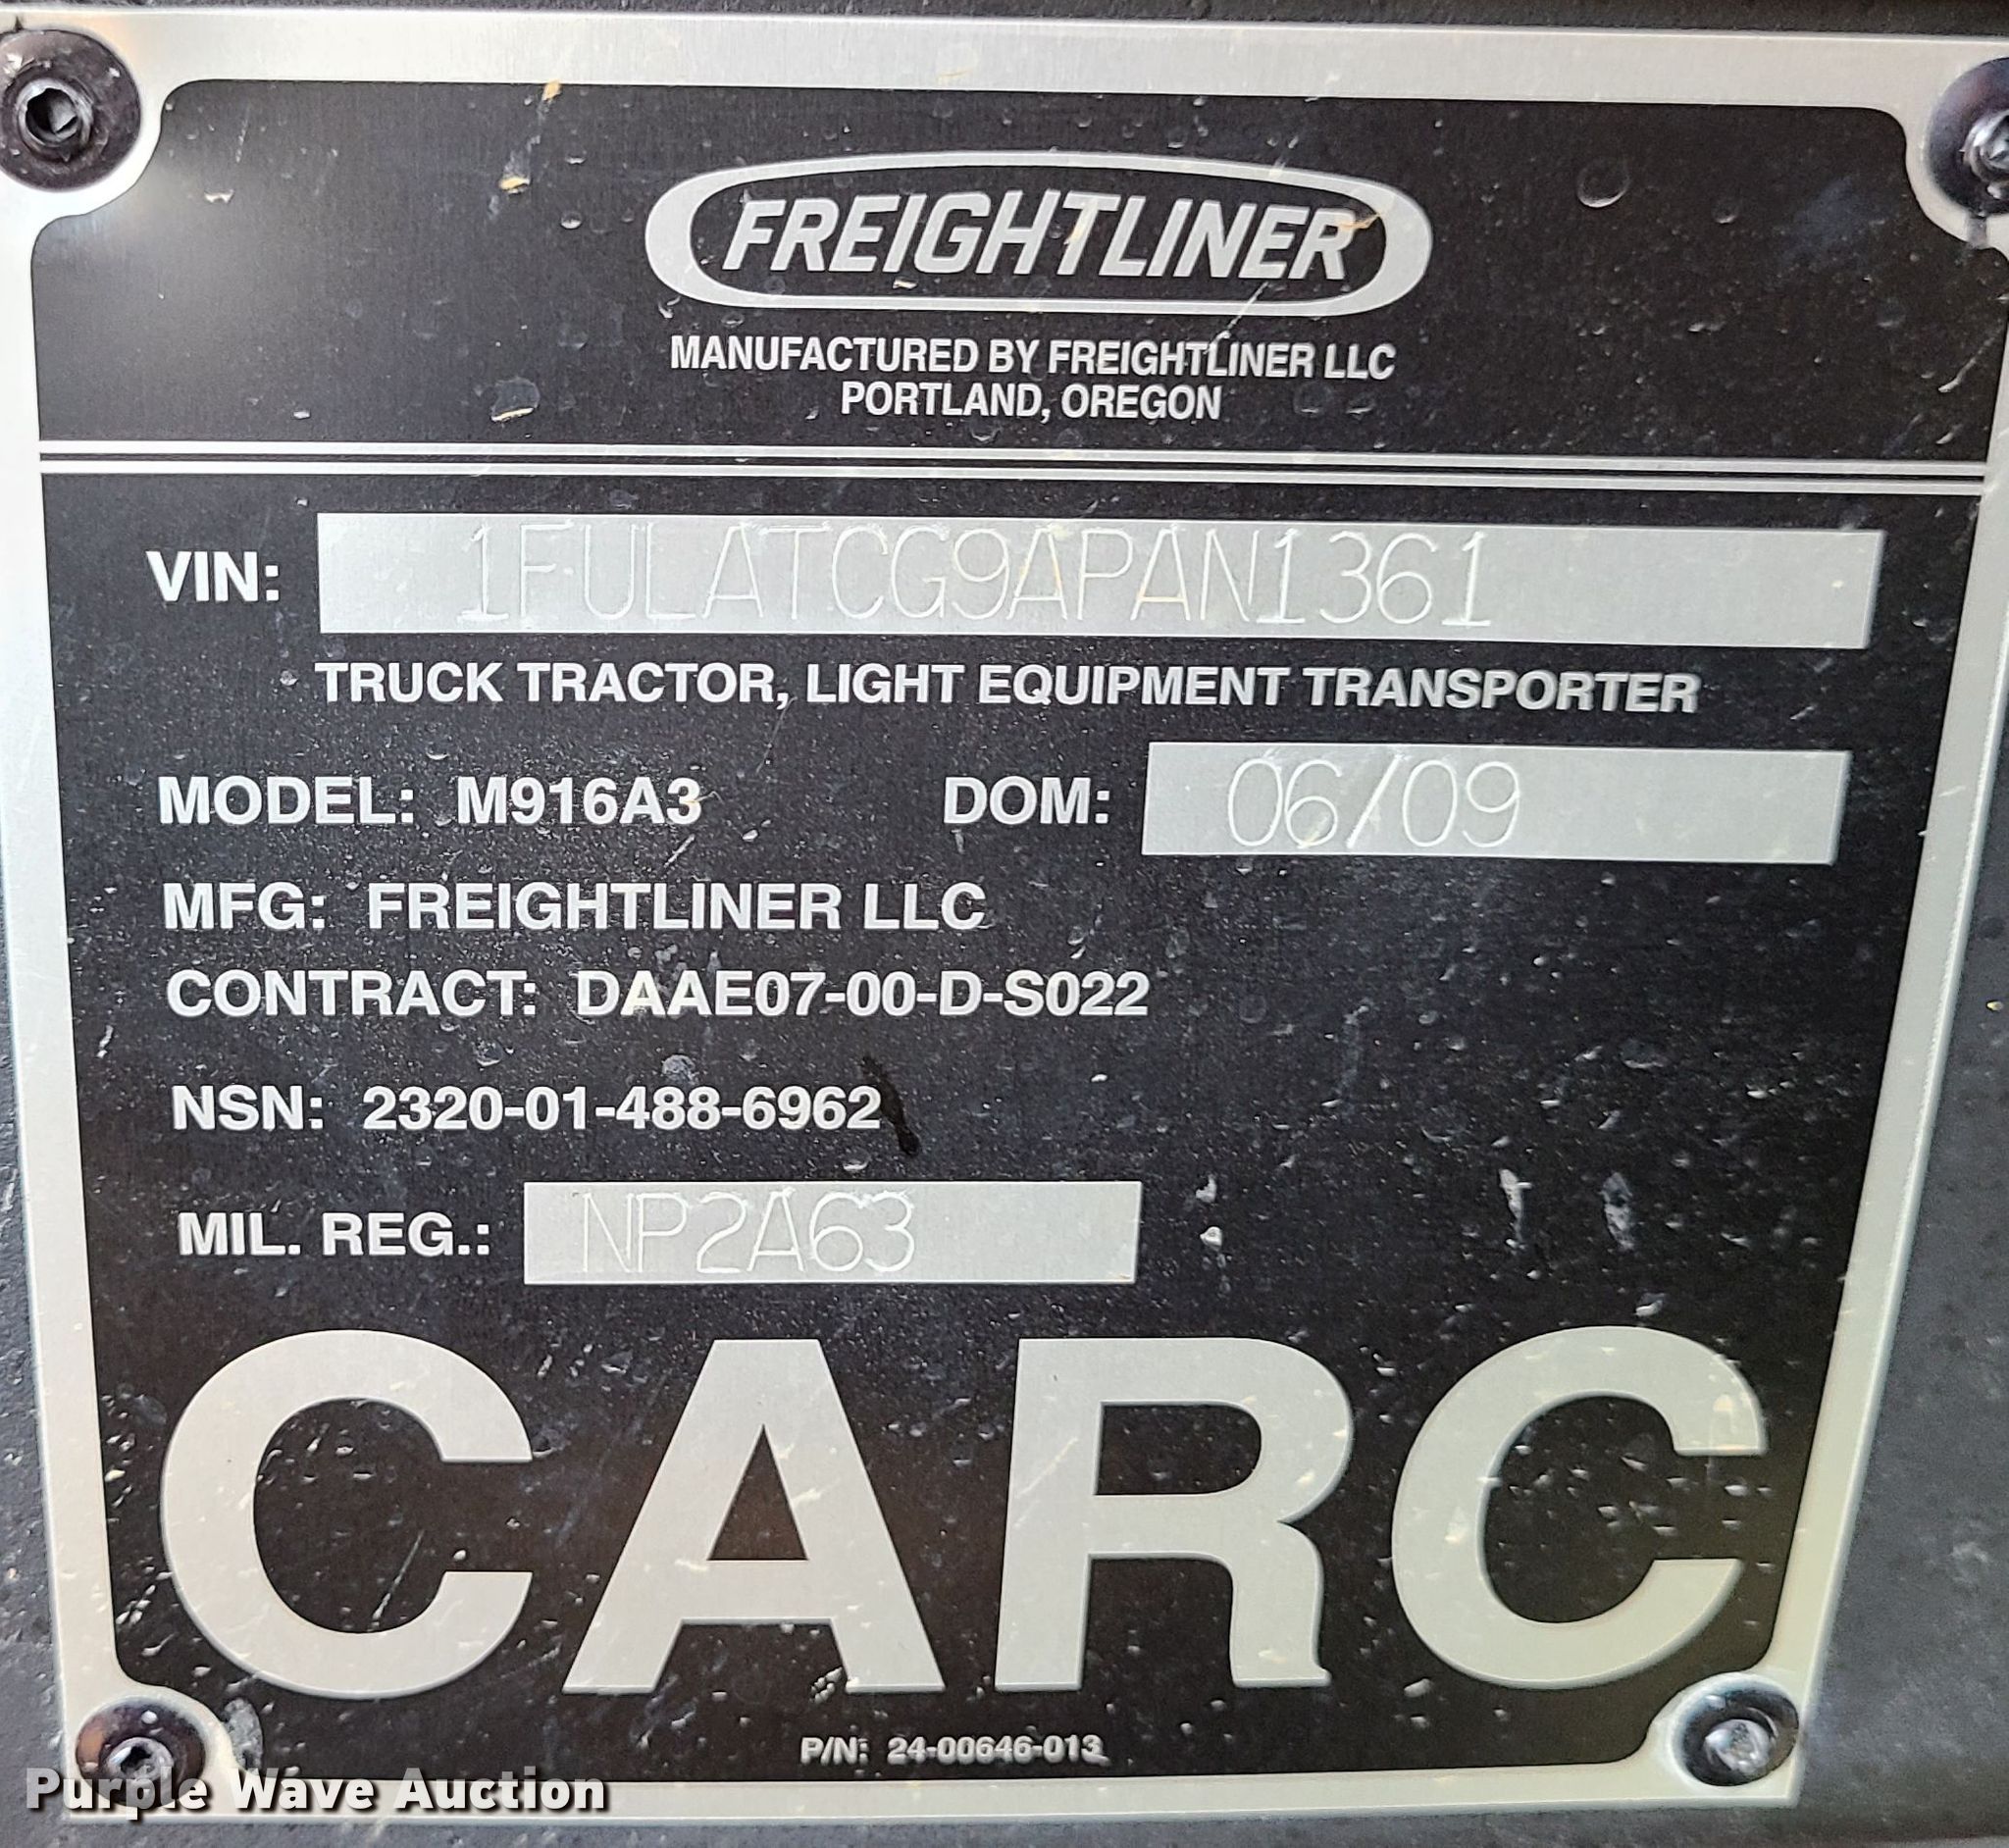 FREIGHTLINER
MANUFACTURED BY FREIGHTLINER LLC
PORTLAND, OREGON
VIN: 1FULATCG9APAN1361
TRUCK TRACTOR, LIGHT EQUIPMENT TRANSPORTER
MODEL: M916A3 DOM: 06/09
MFG: FREIGHTLINER LLC
CONTRACT: DAAE07-00-D-S022
NSN: 2320-01-488-6962
MIL. REG.: NP2A63
CARC
P/N: 24-00646-013
Purple Wave Auction